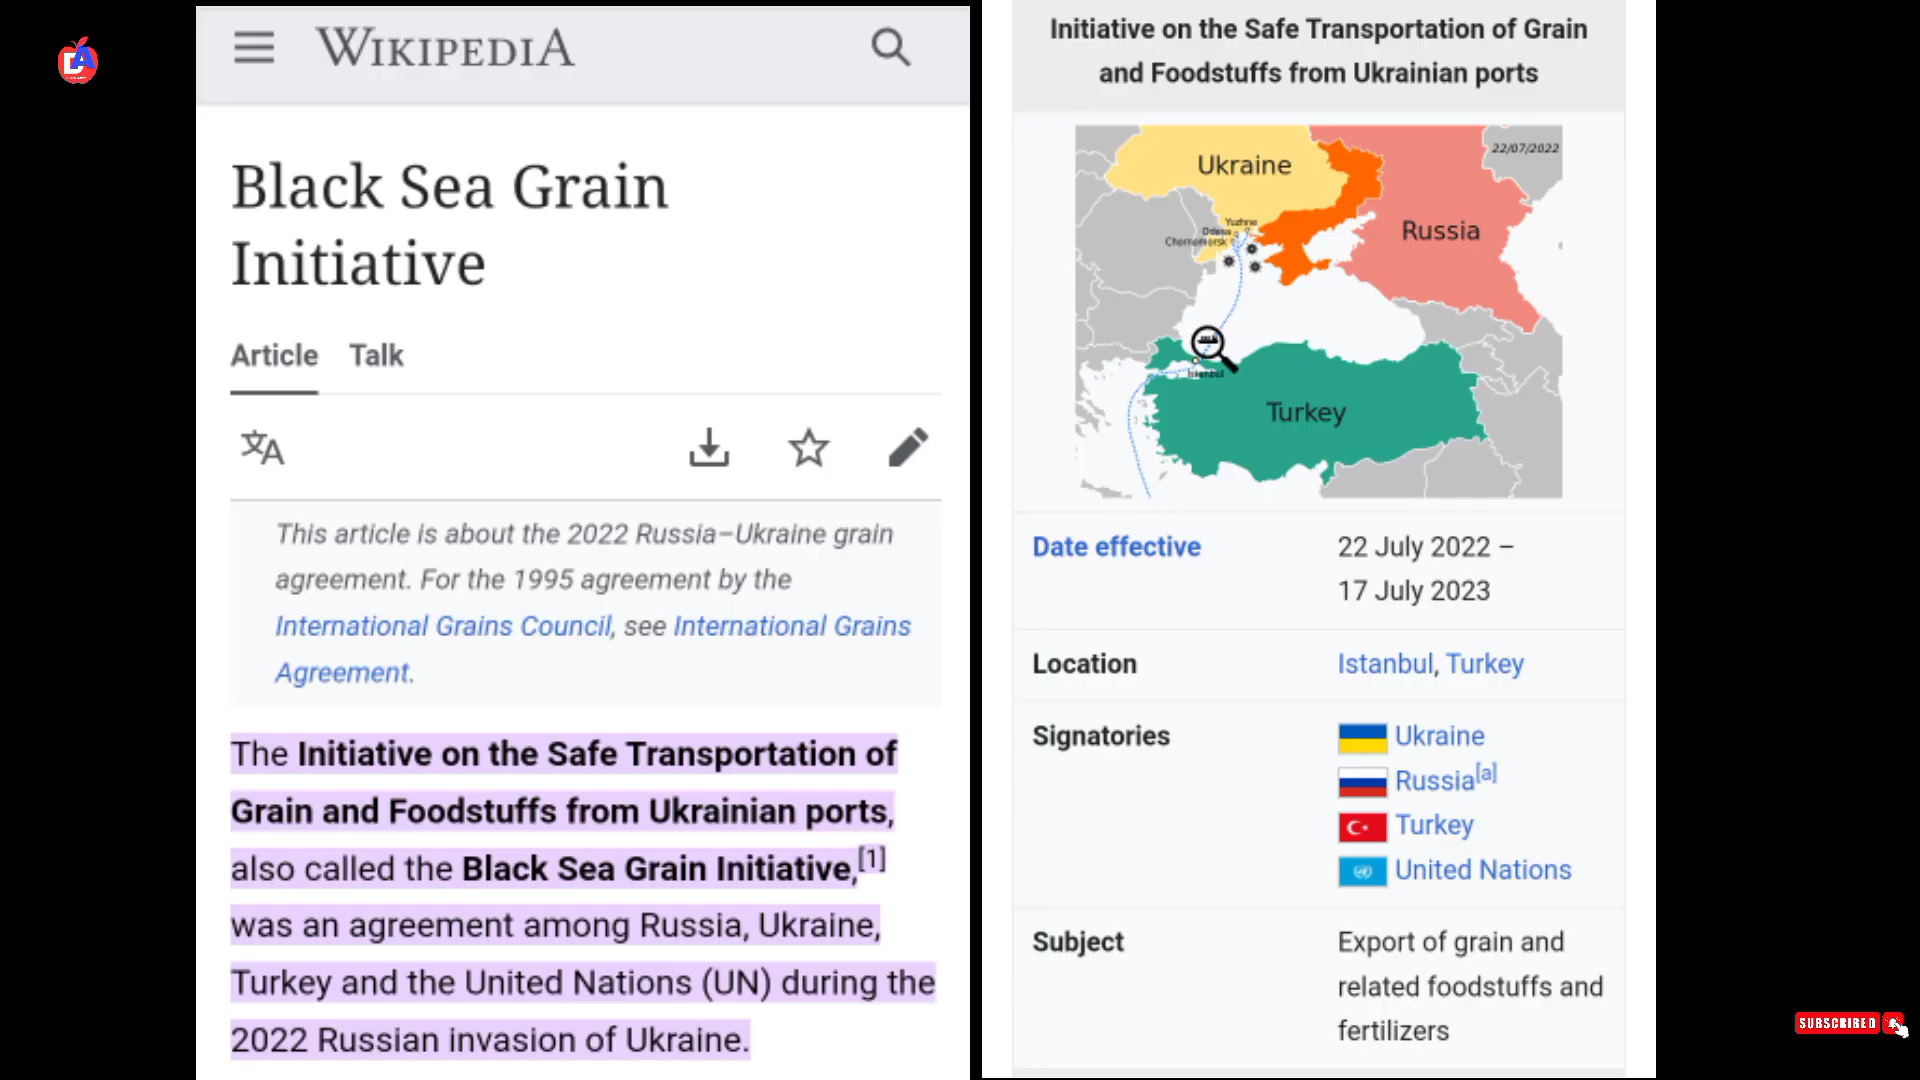 DA
WIKIPEDIA
Black Sea Grain
Initiative
Article Talk
This article is about the 2022 Russia–Ukraine grain
agreement. For the 1995 agreement by the
International Grains Council, see International Grains
Agreement.
The Initiative on the Safe Transportation of
Grain and Foodstuffs from Ukrainian ports,
also called the Black Sea Grain Initiative,[1]
was an agreement among Russia, Ukraine,
Turkey and the United Nations (UN) during the
2022 Russian invasion of Ukraine.
Initiative on the Safe Transportation of Grain
and Foodstuffs from Ukrainian ports
22/07/2022
Ukraine
Russia
Yuzhne
Odesa
Chornomorsk
Istanbul
Turkey
Date effective 22 July 2022 –
17 July 2023
Location Istanbul, Turkey
Signatories Ukraine
Russia[a]
Turkey
United Nations
Subject Export of grain and
related foodstuffs and
fertilizers
SUBSCRIBED